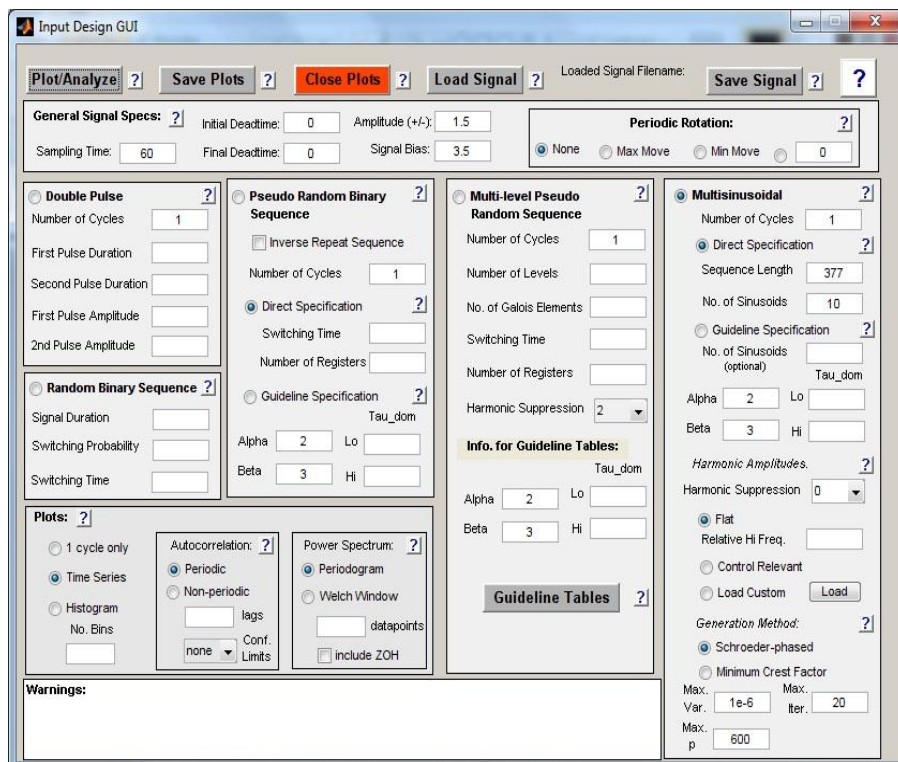 Input Design GUI
Plot/Analyze ? Save Plots ? Close Plots ? Load Signal ? Loaded Signal Filename: Save Signal ? ?
General Signal Specs: ?
Initial Deadtime: 0 Amplitude (+/-): 1.5
Sampling Time: 60 Final Deadtime: 0 Signal Bias: 3.5
Periodic Rotation: ?
None Max Move Min Move 0
Double Pulse ?
Number of Cycles 1
First Pulse Duration
Second Pulse Duration
First Pulse Amplitude
2nd Pulse Amplitude
Random Binary Sequence ?
Signal Duration
Switching Probability
Switching Time
Pseudo Random Binary ?
Sequence
Inverse Repeat Sequence
Number of Cycles 1
Direct Specification ?
Switching Time
Number of Registers
Guideline Specification ?
Tau_dom
Alpha 2 Lo
Beta 3 Hi
Multi-level Pseudo ?
Random Sequence
Number of Cycles 1
Number of Levels
No. of Galois Elements
Switching Time
Number of Registers
Harmonic Suppression 2
Info. for Guideline Tables:
Tau_dom
Alpha 2 Lo
Beta 3 Hi
Guideline Tables ?
Multisinusoidal ?
Number of Cycles 1
Direct Specification ?
Sequence Length 377
No. of Sinusoids 10
Guideline Specification ?
No. of Sinusoids
(optional)
Tau_dom
Alpha 2 Lo
Beta 3 Hi
Harmonic Amplitudes. ?
Harmonic Suppression 0
Flat
Relative Hi Freq.
Control Relevant
Load Custom Load
Generation Method: ?
Schroeder-phased
Minimum Crest Factor
Max. Var. 1e-6 Max. Iter. 20
Max. p 600
Plots: ?
1 cycle only
Time Series
Histogram
No. Bins
Autocorrelation: ?
Periodic
Non-periodic
lags
none Conf. Limits
Power Spectrum: ?
Periodogram
Welch Window
datapoints
include ZOH
Warnings: